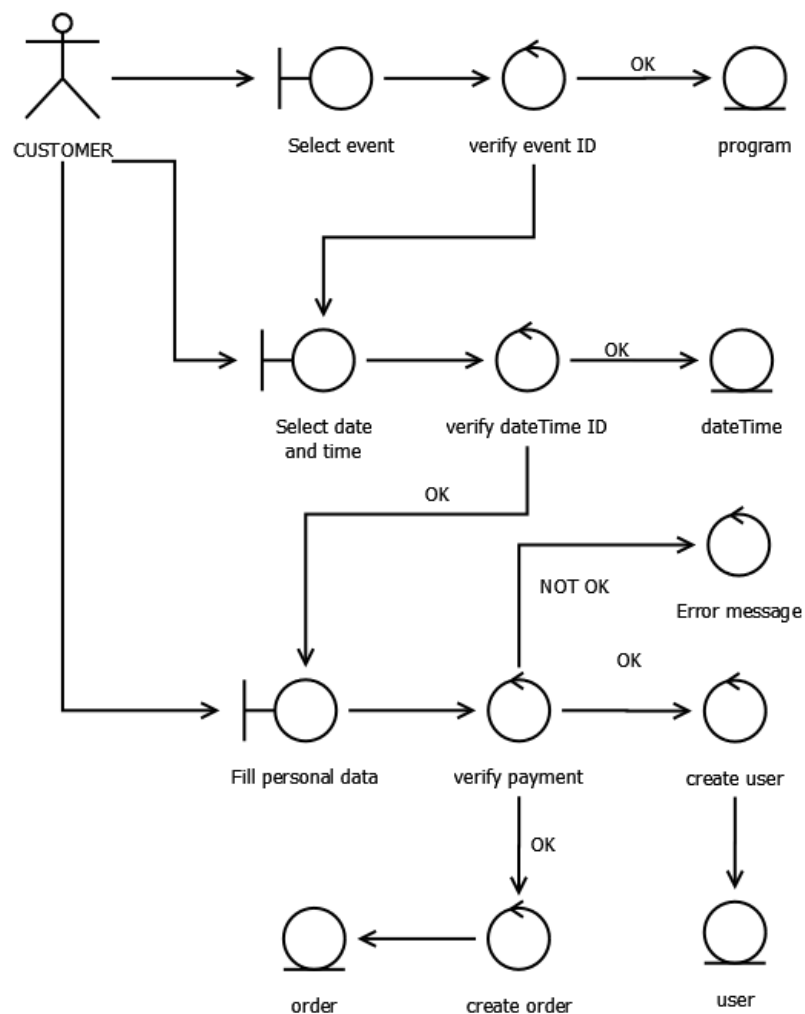 OK
Select event
verify event ID
program
CUSTOMER
OK
Select date
and time
verify dateTime ID
dateTime
OK
NOT OK
Error message
OK
Fill personal data
verify payment
create user
OK
order
create order
user